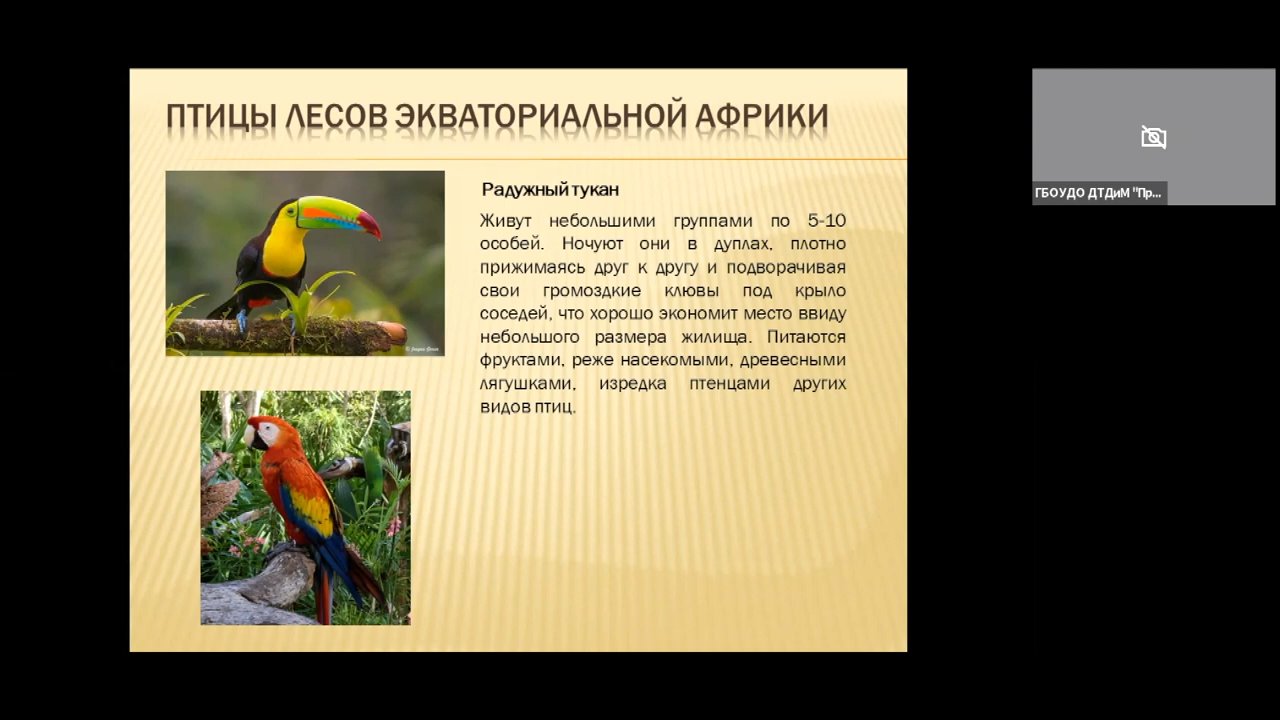 ПТИЦЫ ЛЕСОВ ЭКВАТОРИАЛЬНОЙ АФРИКИ
Радужный тукан
Живут небольшими группами по 5-10
особей. Ночуют они в дуплах, плотно
прижимаясь друг к другу и подворачивая
свои громоздкие клювы под крыло
соседей, что хорошо экономит место ввиду
небольшого размера жилища. Питаются
фруктами, реже насекомыми, древесными
лягушками, изредка птенцами других
видов птиц.
ГБОУДО ДТДиМ "Пр...